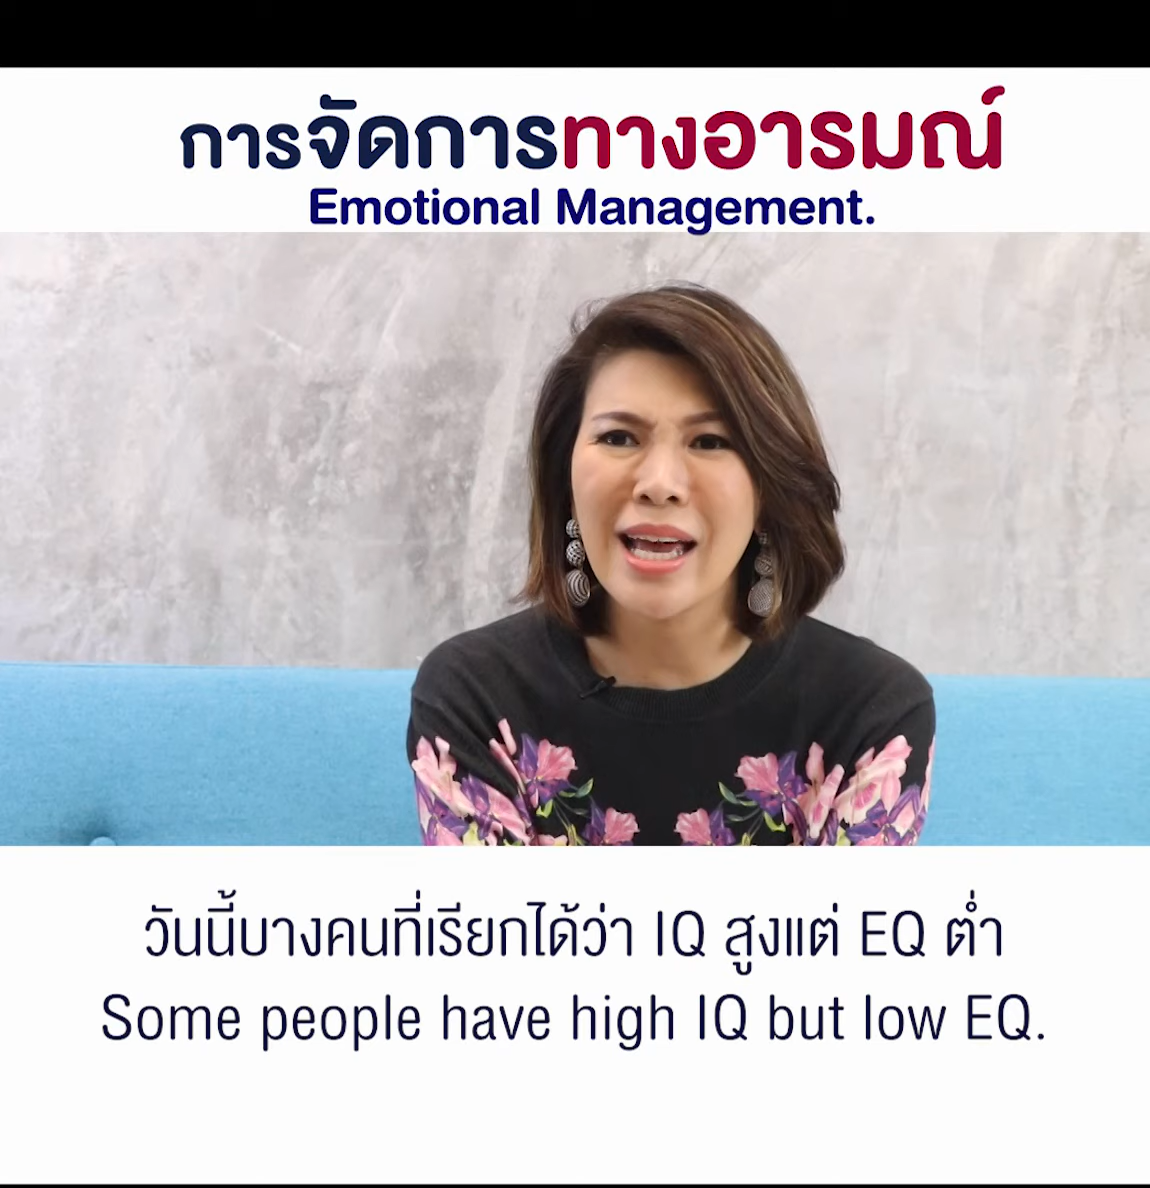 การจัดการทางอารมณ์
Emotional Management.
วันนี้บางคนที่เรียกได้ว่า IQ สูงแต่ EQ ต่ำ
Some people have high IQ but low EQ.